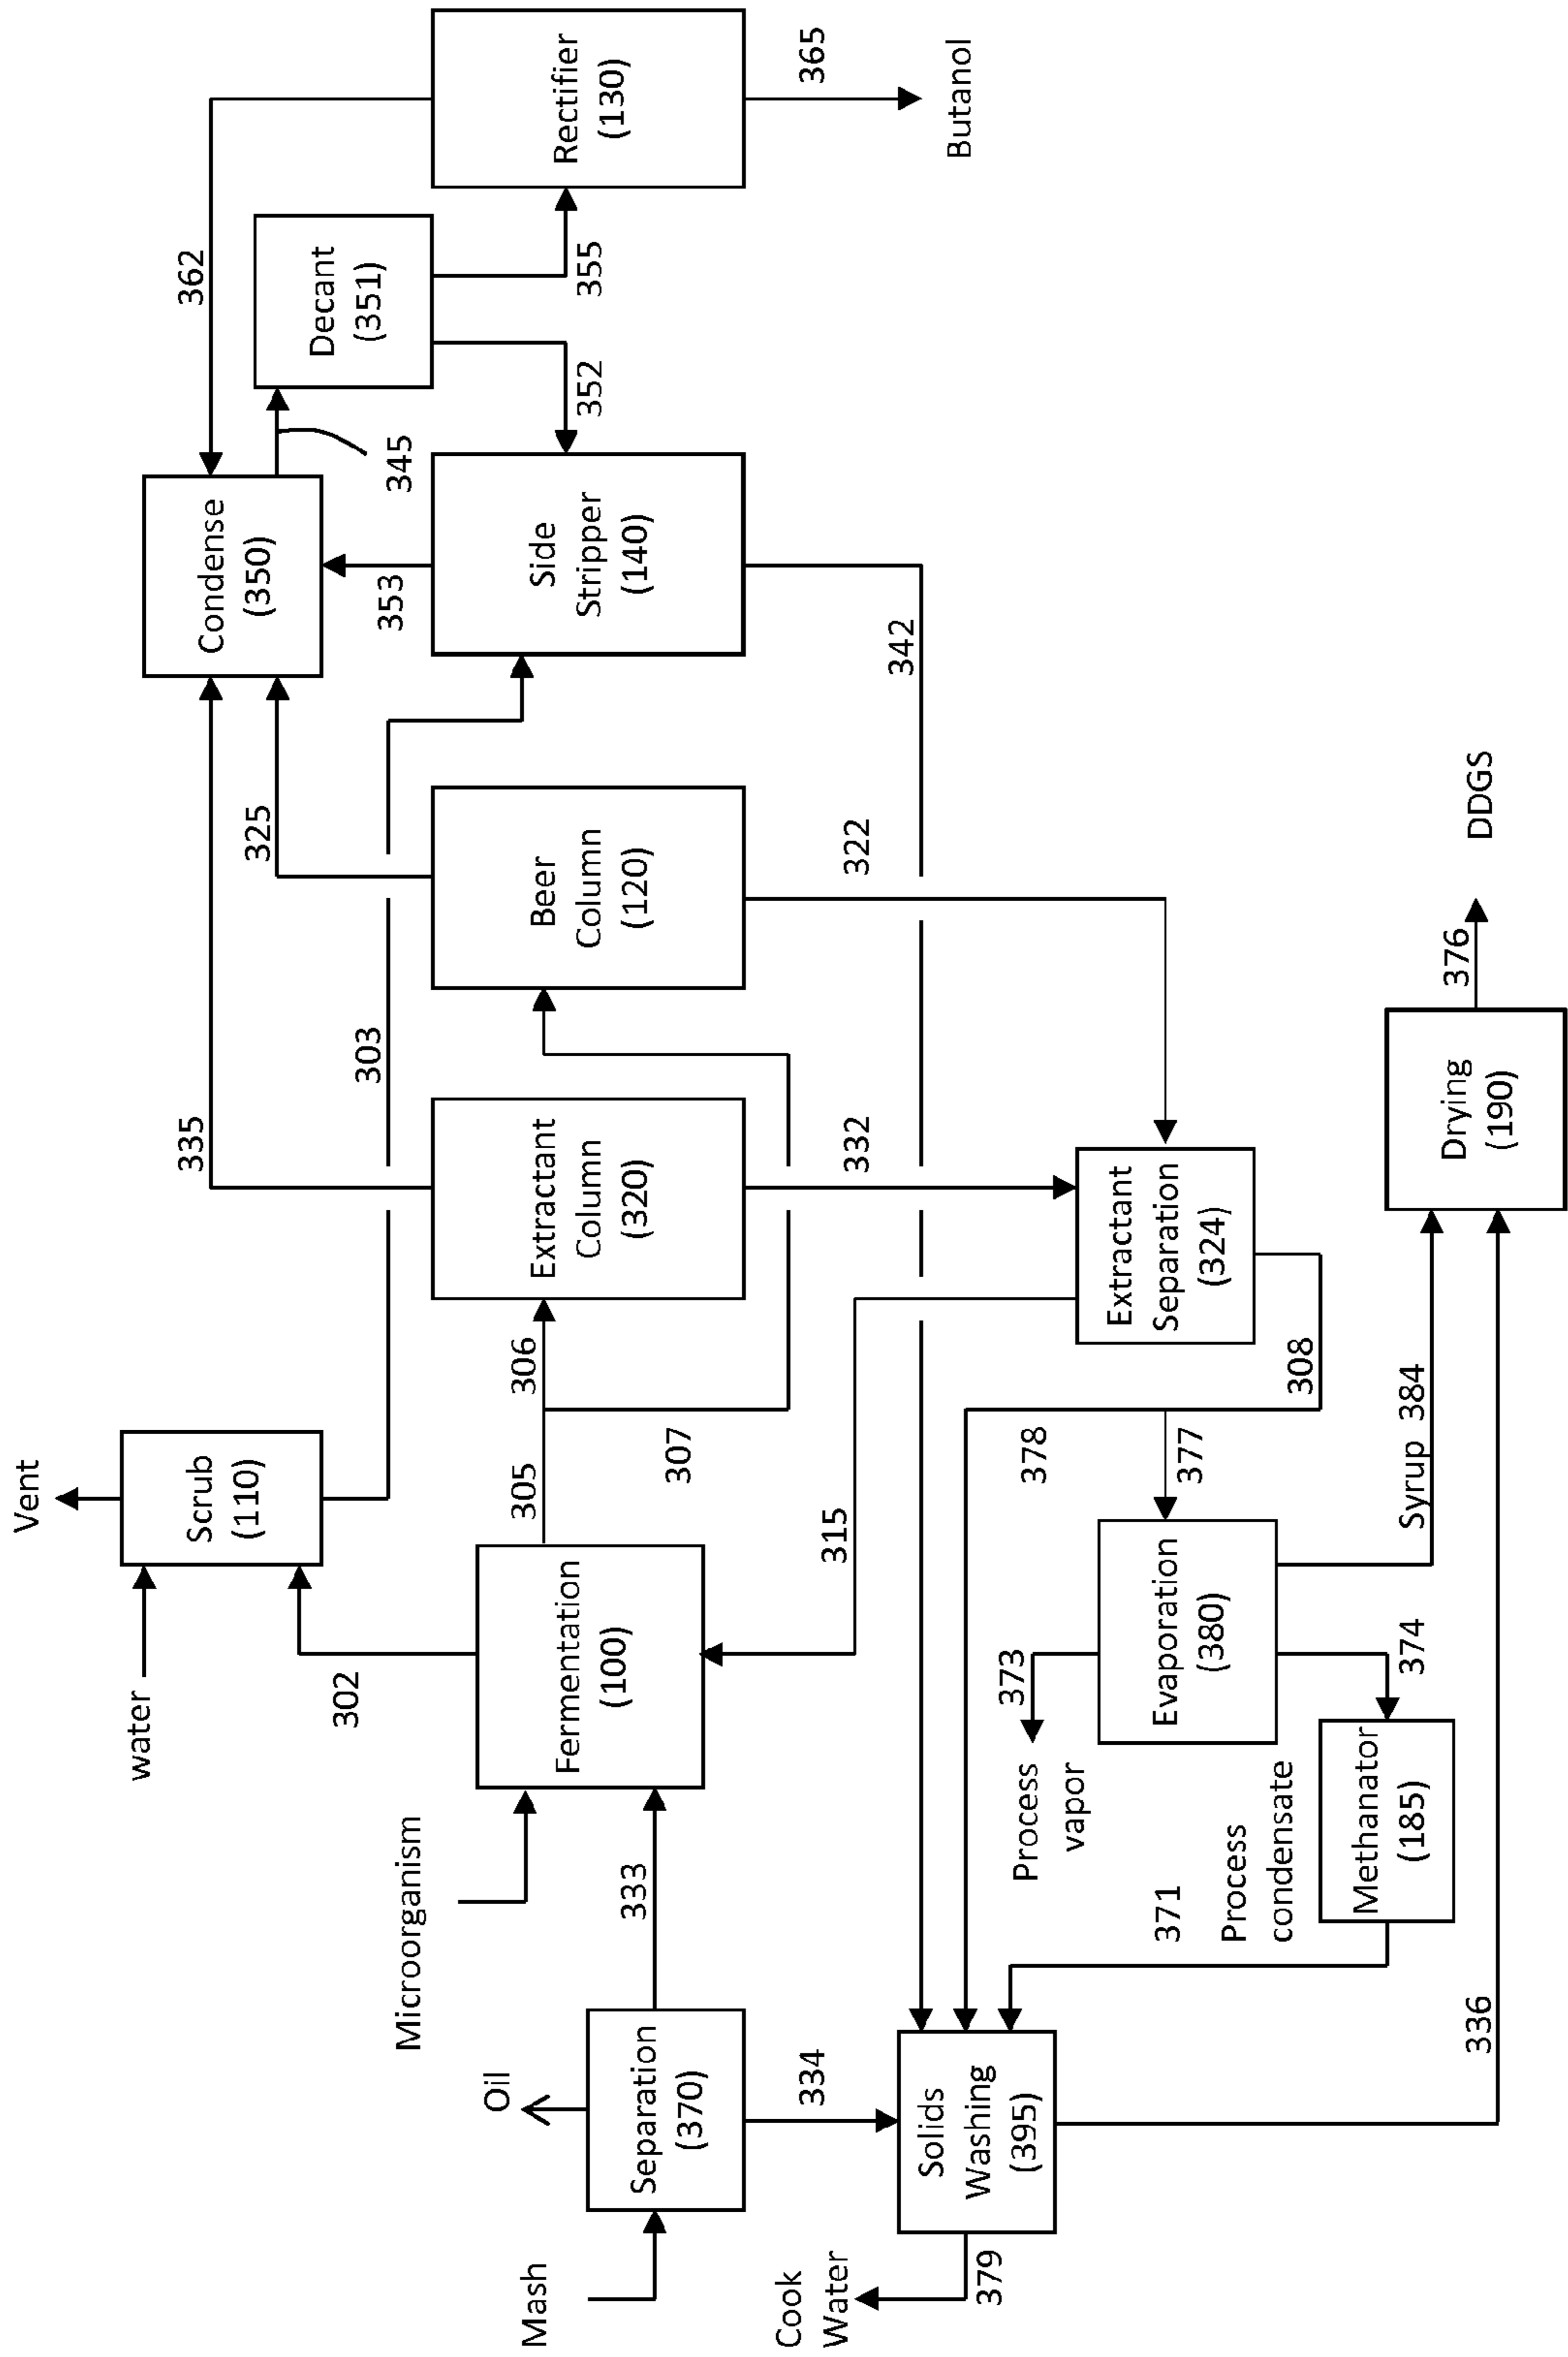 Vent
water
Scrub
(110)
302
303
335
325
Condense
(350)
362
345
353
Decant
(351)
352
355
Rectifier
(130)
365
Butanol
Side
Stripper
(140)
342
Beer
Column
(120)
322
Extractant
Column
(320)
332
305
306
307
Microorganism
Fermentation
(100)
333
315
Oil
Mash
Separation
(370)
334
Cook
Water
379
Solids
Washing
(395)
336
378
377
308
Extractant
Separation
(324)
373
Process
vapor
Evaporation
(380)
374
371
Process
condensate
Methanator
(185)
Syrup 384
Drying
(190)
376
DDGS